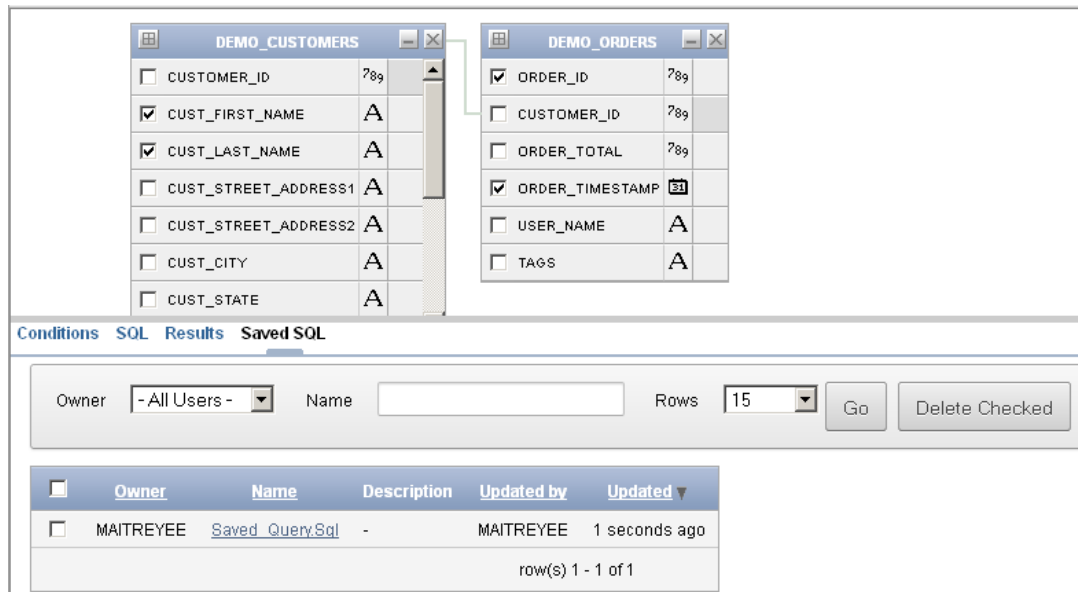 DEMO_CUSTOMERS
CUSTOMER_ID 789
CUST_FIRST_NAME A
CUST_LAST_NAME A
CUST_STREET_ADDRESS1 A
CUST_STREET_ADDRESS2 A
CUST_CITY A
CUST_STATE A
DEMO_ORDERS
ORDER_ID 789
CUSTOMER_ID 789
ORDER_TOTAL 789
ORDER_TIMESTAMP 31
USER_NAME A
TAGS A
Conditions SQL Results Saved SQL
Owner - All Users - Name Rows 15 Go Delete Checked
Owner Name Description Updated by Updated
MAITREYEE Saved_Query.Sql - MAITREYEE 1 seconds ago
row(s) 1 - 1 of 1